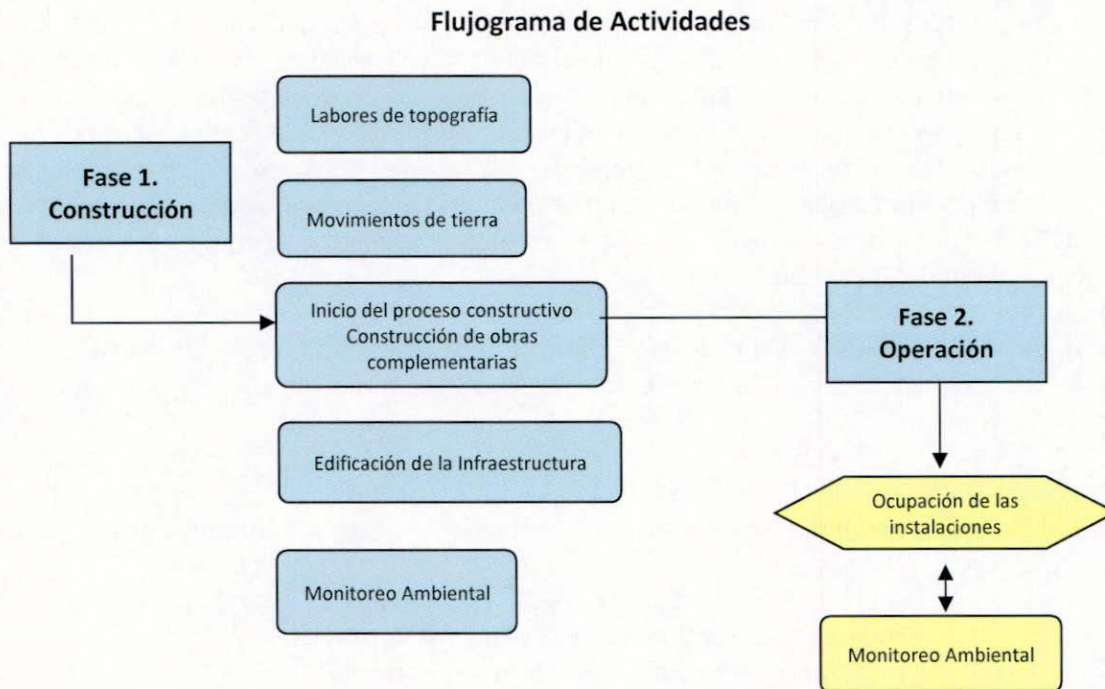 Flujograma de Actividades
Labores de topografía
Fase 1.
Construcción
Movimientos de tierra
Inicio del proceso constructivo
Construcción de obras
complementarias
Fase 2.
Operación
Edificación de la Infraestructura
Ocupación de las
instalaciones
Monitoreo Ambiental
Monitoreo Ambiental